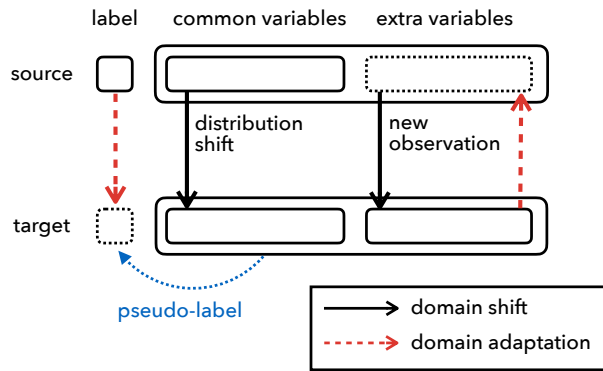 label common variables extra variables
source
distribution
shift
new
observation
target
pseudo-label
domain shift
domain adaptation